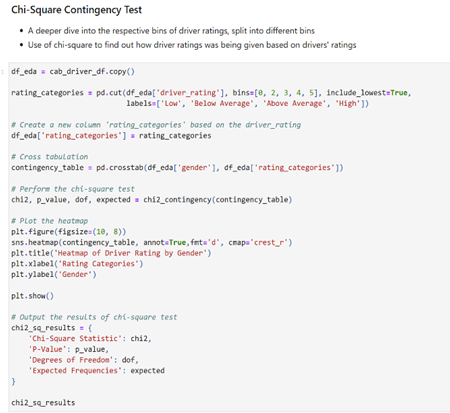 Chi-Square Contingency Test
• A deeper dive into the respective bins of driver ratings, split into different bins
• Use of chi-square to find out how driver ratings was being given based on drivers' ratings
df_eda = cab_driver_df.copy()
rating_categories = pd.cut(df_eda['driver_rating'], bins=[0, 2, 3, 4, 5], include_lowest=True,
labels=['Low', 'Below Average', 'Above Average', 'High'])
# Create a new column 'rating_categories' based on the driver_rating
df_eda['rating_categories'] = rating_categories
# Cross tabulation
contingency_table = pd.crosstab(df_eda['gender'], df_eda['rating_categories'])
# Perform the chi-square test
chi2, p_value, dof, expected = chi2_contingency(contingency_table)
# Plot the heatmap
plt.figure(figsize=(10, 8))
sns.heatmap(contingency_table, annot=True,fmt='d', cmap='crest_r')
plt.title('Heatmap of Driver Rating by Gender')
plt.xlabel('Rating Categories')
plt.ylabel('Gender')
plt.show()
# Output the results of chi-square test
chi2_sq_results = {
'Chi-Square Statistic': chi2,
'P-Value': p_value,
'Degrees of Freedom': dof,
'Expected Frequencies': expected
}
chi2_sq_results